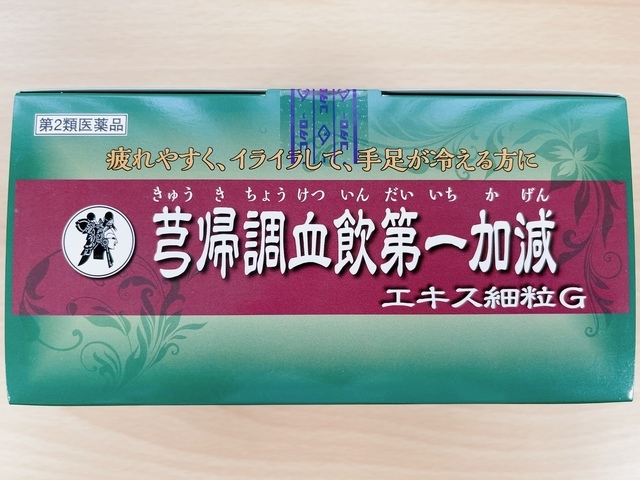 第2類医薬品
疲れやすく、イライラして、手足が冷える方に
きゅう き ちょう けつ いん だい いち か げん
芎帰調血飲第一加減
エキス細粒G